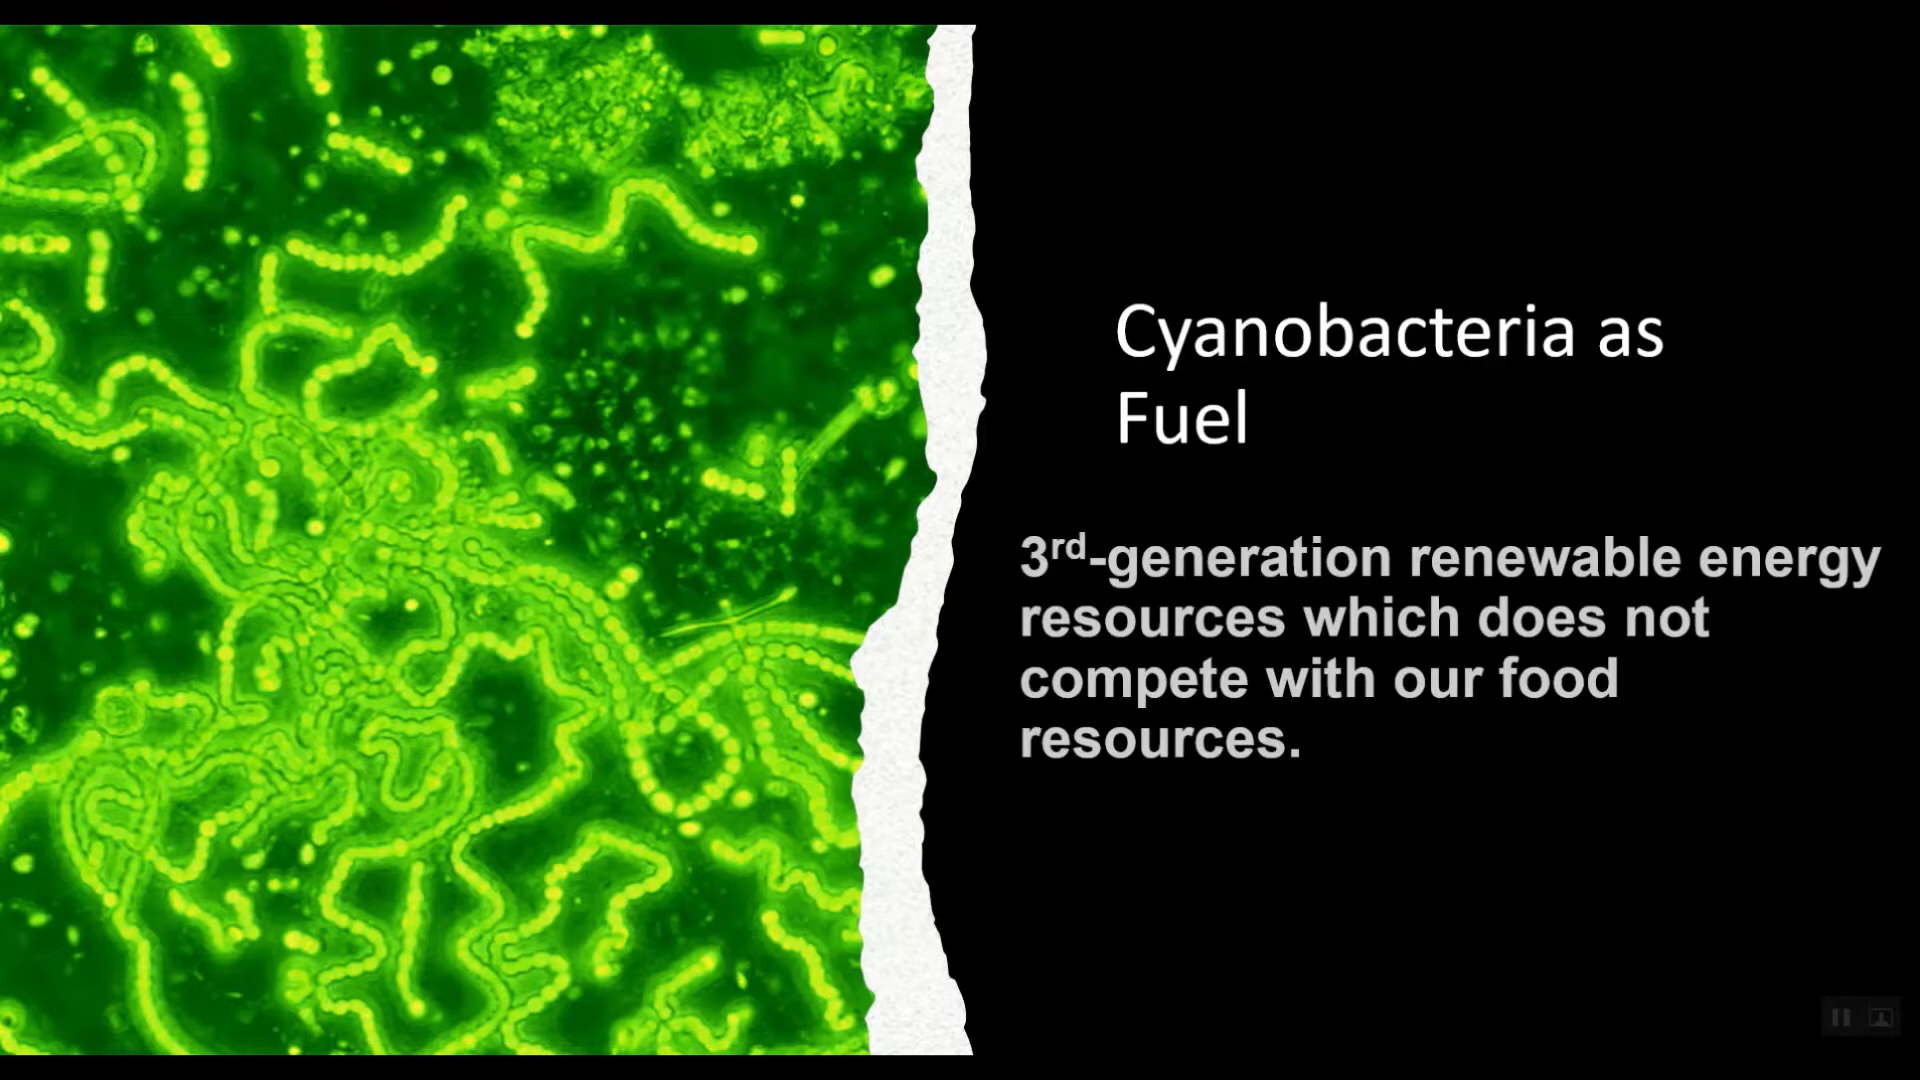 Cyanobacteria as
Fuel
3rd-generation renewable energy
resources which does not
compete with our food
resources.